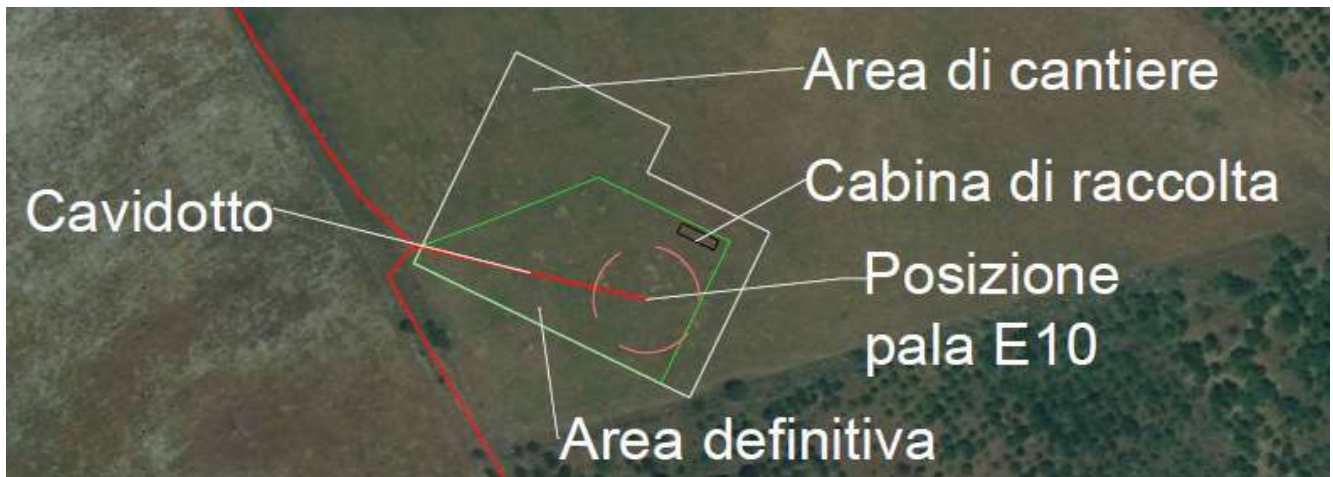 Area di cantiere
Cabina di raccolta
Cavidotto
Posizione
pala E10
Area definitiva